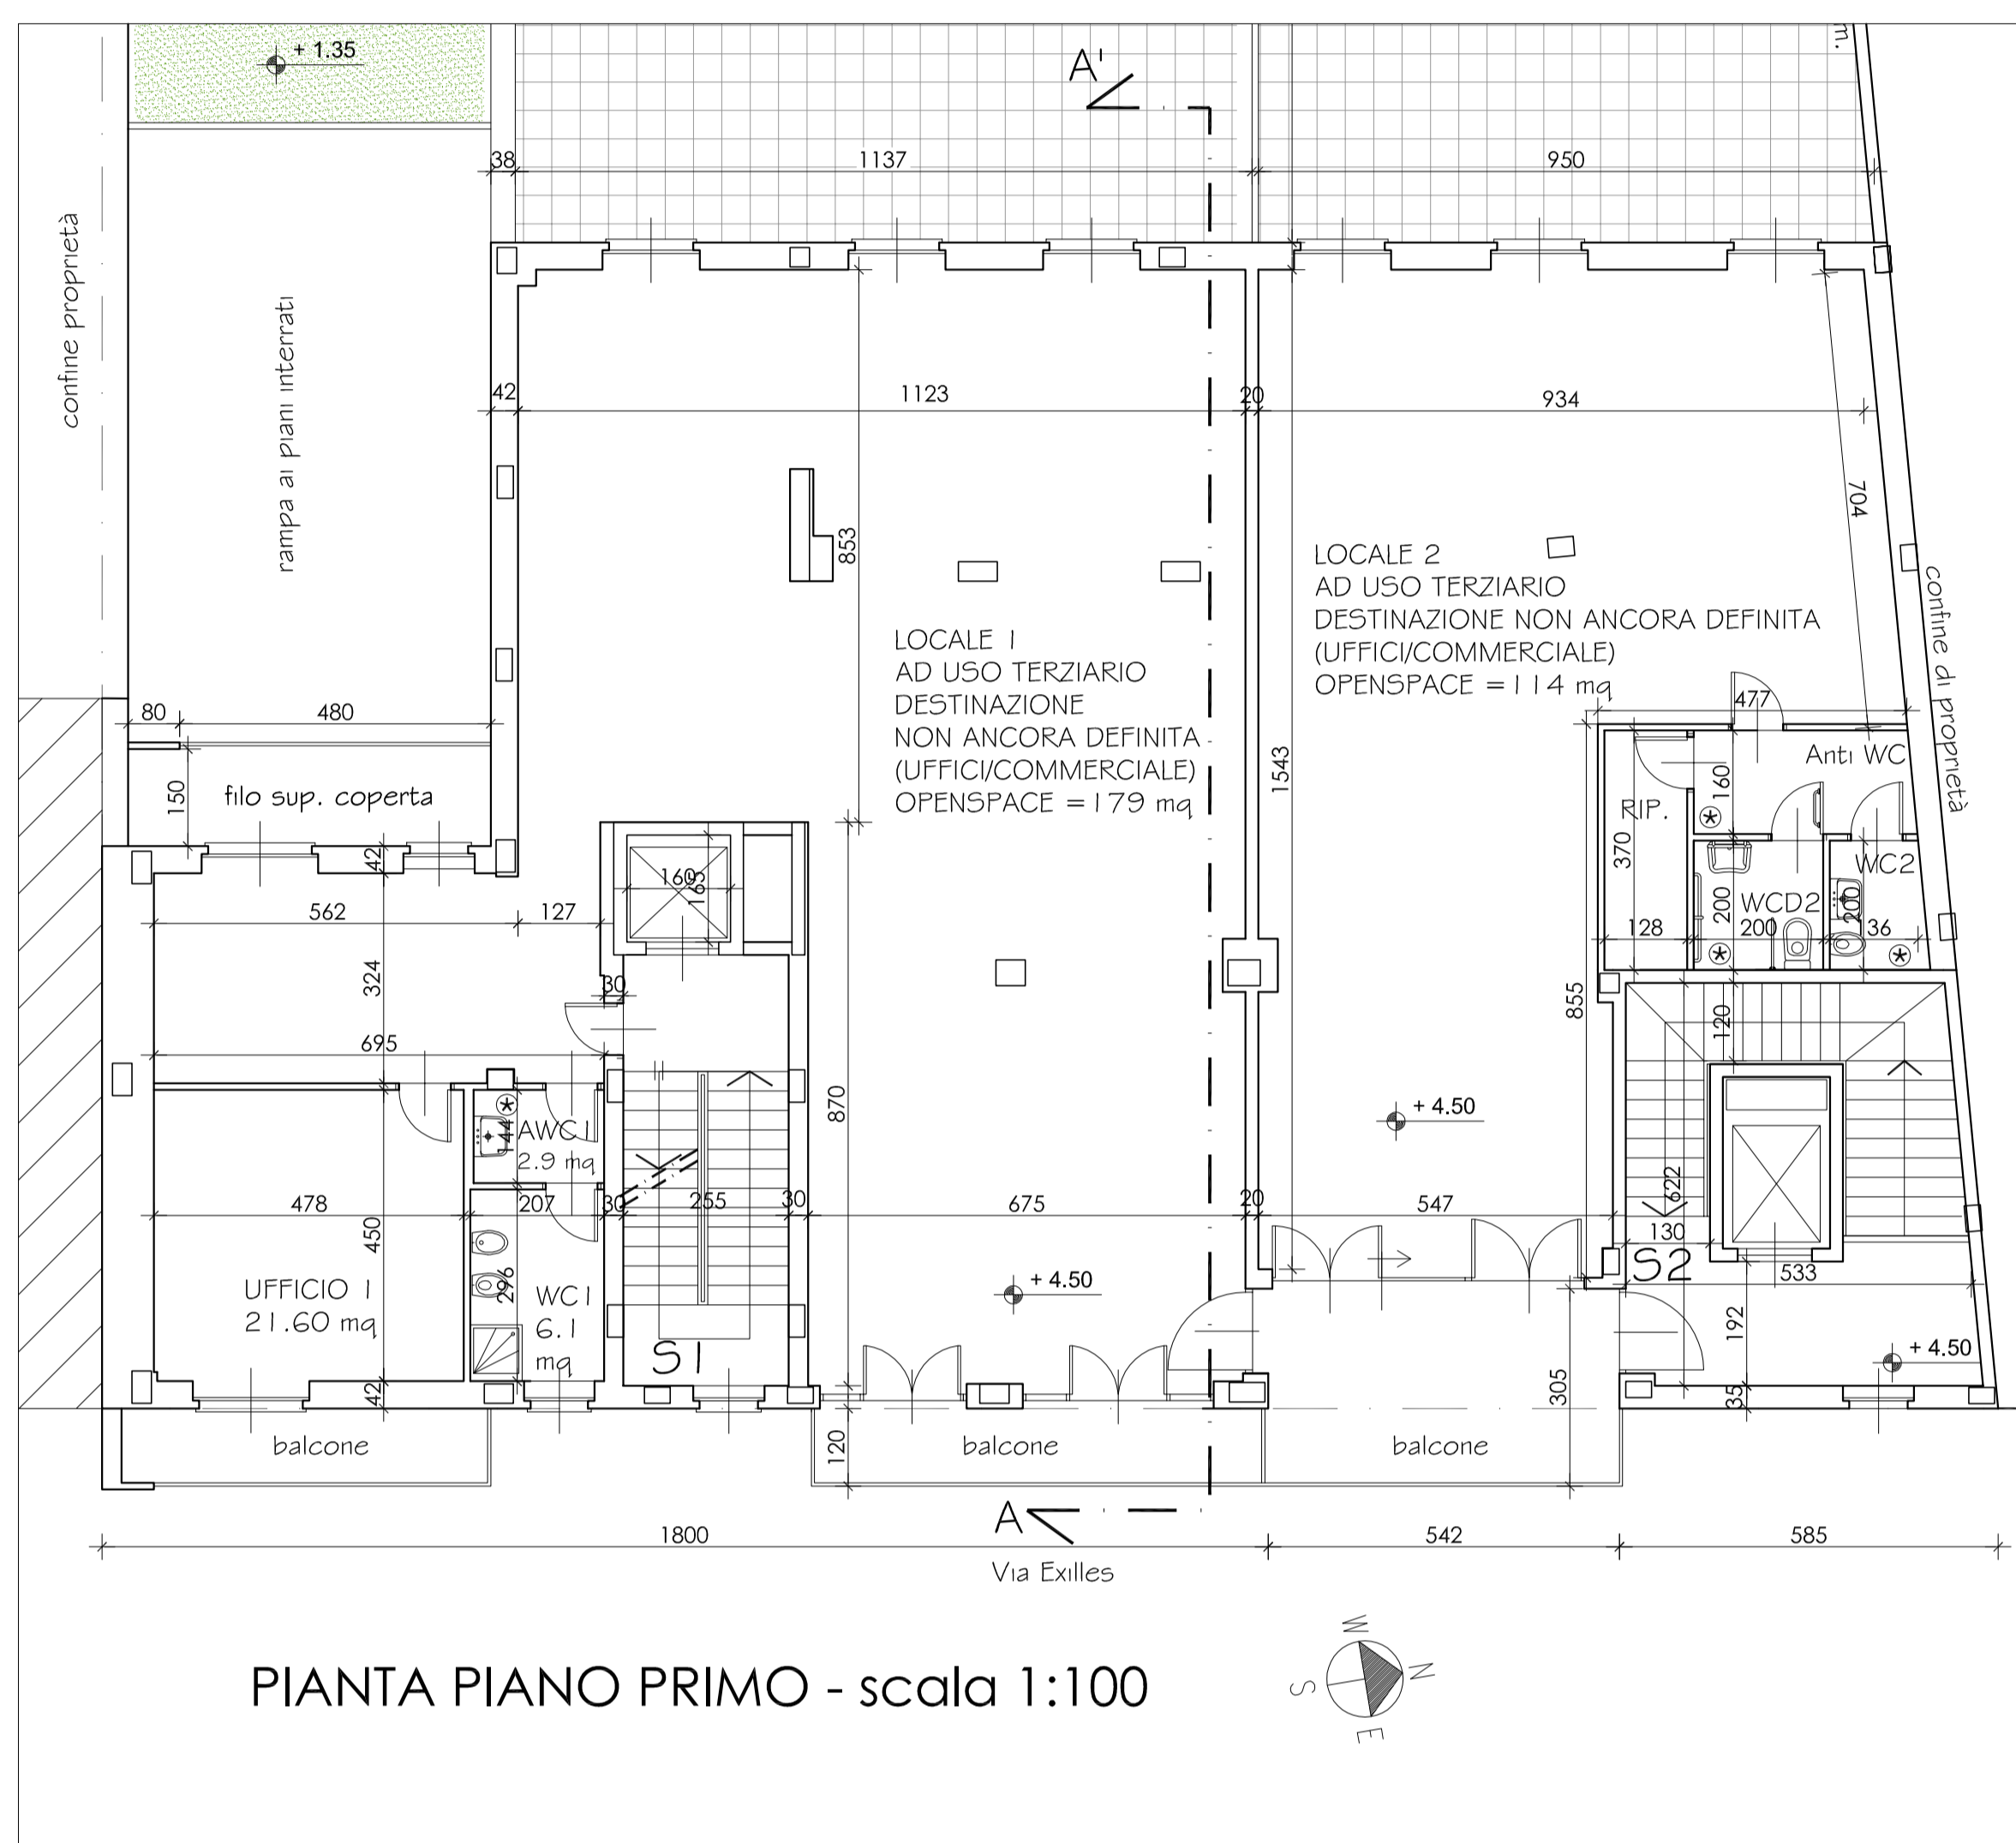 + 1.35
m.
A'
38
1137
950
confine proprietà
rampa ai piani interrati
42
1123
20
934
704
853
LOCALE 1
AD USO TERZIARIO
DESTINAZIONE
NON ANCORA DEFINITA
(UFFICI/COMMERCIALE)
OPENSPACE =179 mq
LOCALE 2
AD USO TERZIARIO
DESTINAZIONE NON ANCORA DEFINITA
(UFFICI/COMMERCIALE)
OPENSPACE =114 mq
confine di proprietà
80
480
150
filo sup. coperta
1543
477
Anti WC
160
RIP.
370
WC2
WCD2
200
200
128
200
36
42
562
127
160
165
324
30
695
855
120
870
+ 4.50
AWC1
2.9 mq
144
478
207
30
255
30
675
20
547
622
130
450
UFFICIO 1
21.60 mq
296
WC1
6.1
mq
S1
+ 4.50
S2
533
192
+ 4.50
42
305
35
balcone
120
balcone
balcone
A
1800
542
585
Via Exilles
PIANTA PIANO PRIMO - scala 1:100
W
N
S
E